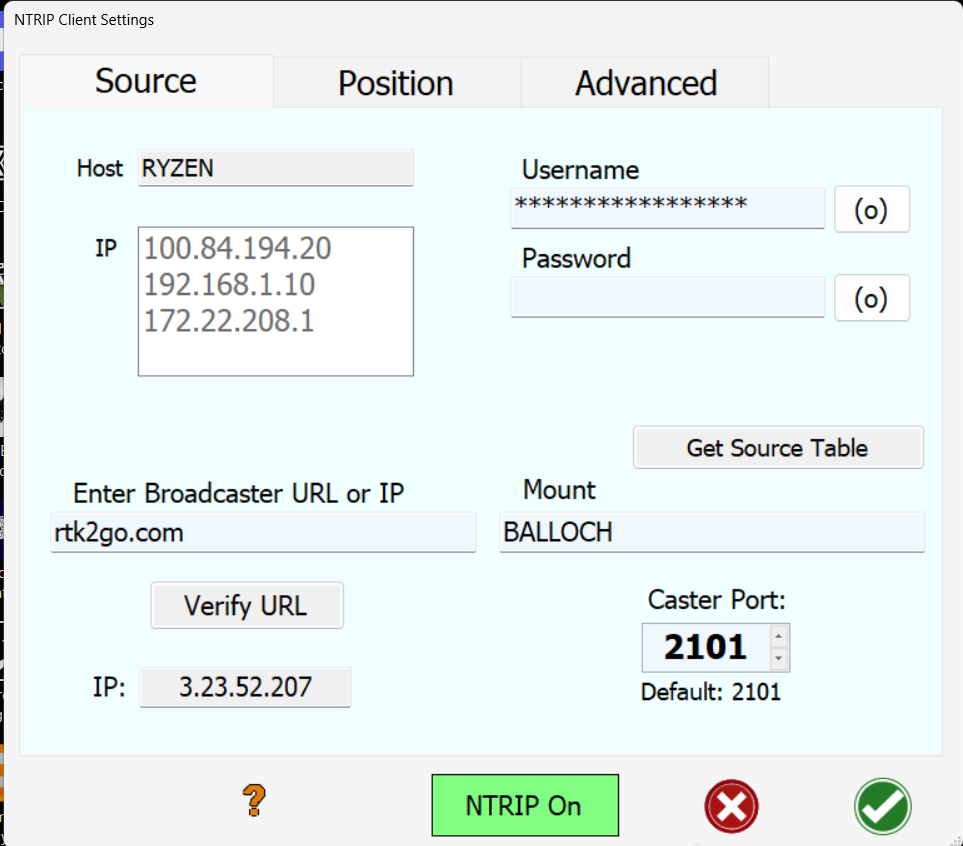 NTRIP Client Settings
Source
Position
Advanced
Host
RYZEN
IP
100.84.194.20
192.168.1.10
172.22.208.1
Username
*****************
(o)
Password
(o)
Get Source Table
Enter Broadcaster URL or IP
rtk2go.com
Mount
BALLOCH
Verify URL
IP:
3.23.52.207
Caster Port:
2101
Default: 2101
?
NTRIP On